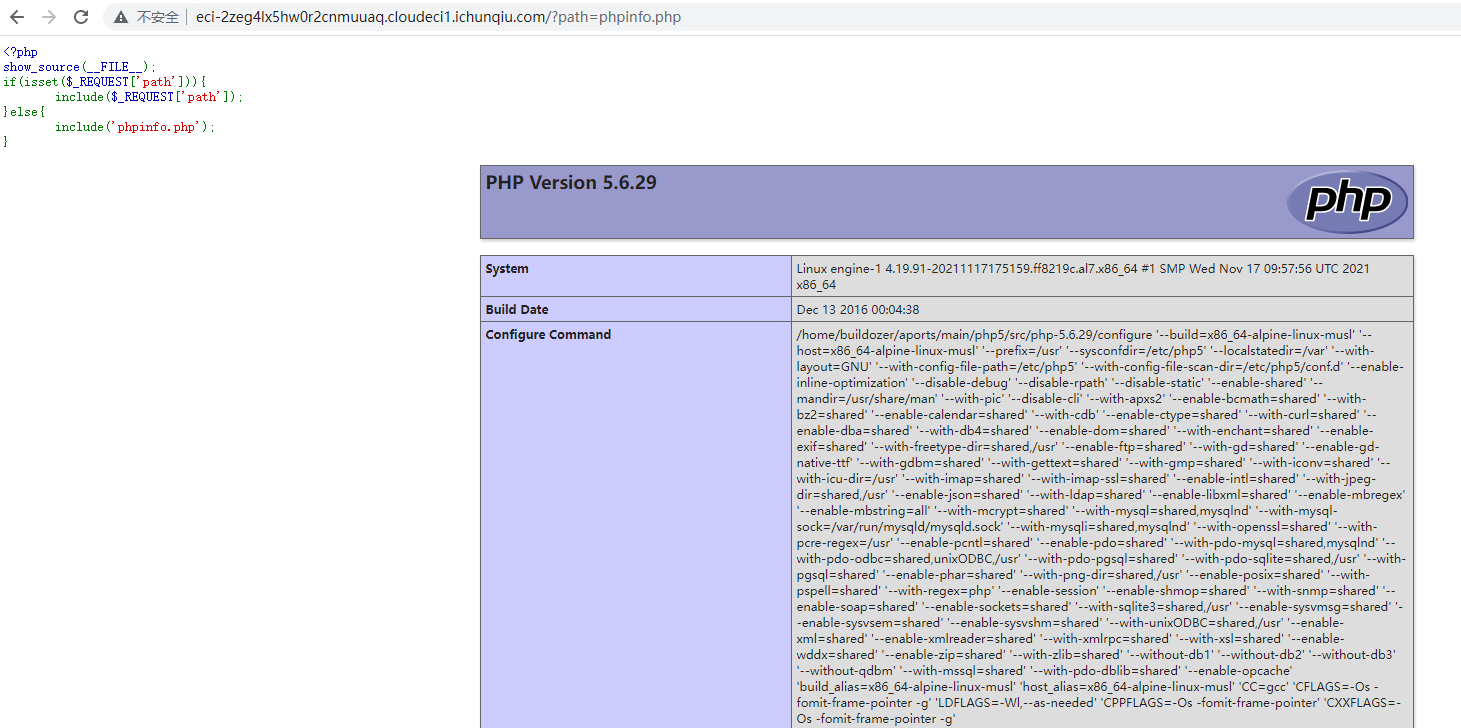 不安全 | eci-2zeg4lx5hw0r2cnmuuaq.cloudeci1.ichunqiu.com/?path=phpinfo.php
<?php
show_source(__FILE__);
if(isset($_REQUEST['path'])){
include($_REQUEST['path']);
}else{
include('phpinfo.php');
}
PHP Version 5.6.29
php
System
Linux engine-1 4.19.91-20211117175159.ff8219c.al7.x86_64 #1 SMP Wed Nov 17 09:57:56 UTC 2021
x86_64
Build Date
Dec 13 2016 00:04:38
Configure Command
/home/buildozer/aports/main/php5/src/php-5.6.29/configure '--build=x86_64-alpine-linux-musl' '--
host=x86_64-alpine-linux-musl' '--prefix=/usr' '--sysconfdir=/etc/php5' '--localstatedir=/var' '--with-
layout=GNU' '--with-config-file-path=/etc/php5' '--with-config-file-scan-dir=/etc/php5/conf.d' '--enable-
inline-optimization' '--disable-debug' '--disable-rpath' '--disable-static' '--enable-shared' '--
mandir=/usr/share/man' '--with-pic' '--disable-cli' '--with-apxs2' '--enable-bcmath=shared' '--with-
bz2=shared' '--enable-calendar=shared' '--with-cdb' '--enable-ctype=shared' '--with-curl=shared' '--
enable-dba=shared' '--with-db4=shared' '--enable-dom=shared' '--with-enchant=shared' '--enable-
exif=shared' '--with-freetype-dir=shared,/usr' '--enable-ftp=shared' '--with-gd=shared' '--enable-gd-
native-ttf' '--with-gdbm=shared' '--with-gettext=shared' '--with-gmp=shared' '--with-iconv=shared' '--
with-icu-dir=/usr' '--with-imap=shared' '--with-imap-ssl=shared' '--enable-intl=shared' '--with-jpeg-
dir=shared,/usr' '--enable-json=shared' '--with-ldap=shared' '--enable-libxml=shared' '--enable-mbregex'
'--enable-mbstring=all' '--with-mcrypt=shared' '--with-mysql=shared,mysqlnd' '--with-mysql-
sock=/var/run/mysqld/mysqld.sock' '--with-mysqli=shared,mysqlnd' '--with-openssl=shared' '--with-
pcre-regex=/usr' '--enable-pcntl=shared' '--enable-pdo=shared' '--with-pdo-mysql=shared,mysqlnd' '--
with-pdo-odbc=shared,unixODBC,/usr' '--with-pdo-pgsql=shared' '--with-pdo-sqlite=shared,/usr' '--with-
pgsql=shared' '--enable-phar=shared' '--with-png-dir=shared,/usr' '--enable-posix=shared' '--with-
pspell=shared' '--with-regex=php' '--enable-session' '--enable-shmop=shared' '--with-snmp=shared' '--
enable-soap=shared' '--enable-sockets=shared' '--with-sqlite3=shared,/usr' '--enable-sysvmsg=shared' '-
-enable-sysvsem=shared' '--enable-sysvshm=shared' '--with-unixODBC=shared,/usr' '--enable-
xml=shared' '--enable-xmlreader=shared' '--with-xmlrpc=shared' '--with-xsl=shared' '--enable-
wddx=shared' '--enable-zip=shared' '--with-zlib=shared' '--without-db1' '--without-db2' '--without-db3'
'--without-qdbm' '--with-mssql=shared' '--with-pdo-dblib=shared' '--enable-opcache'
'build_alias=x86_64-alpine-linux-musl' 'host_alias=x86_64-alpine-linux-musl' 'CC=gcc' 'CFLAGS=-Os -
fomit-frame-pointer -g' 'LDFLAGS=-Wl,--as-needed' 'CPPFLAGS=-Os -fomit-frame-pointer' 'CXXFLAGS=-
Os -fomit-frame-pointer -g'